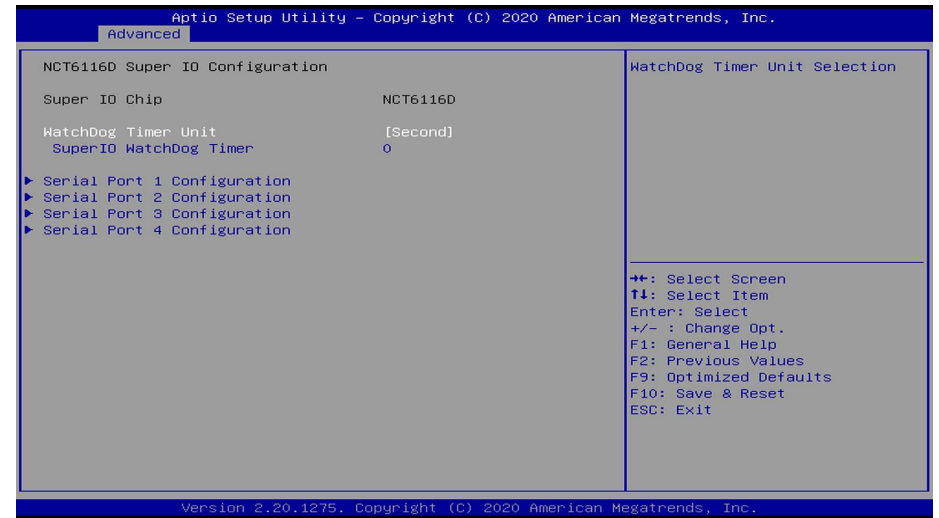 Aptio Setup Utility – Copyright (C) 2020 American Megatrends, Inc.
Advanced
NCT6116D Super IO Configuration
WatchDog Timer Unit Selection
Super IO Chip NCT6116D
WatchDog Timer Unit [Second]
SuperIO WatchDog Timer 0
► Serial Port 1 Configuration
► Serial Port 2 Configuration
► Serial Port 3 Configuration
► Serial Port 4 Configuration
→←: Select Screen
↑↓: Select Item
Enter: Select
+/- : Change Opt.
F1: General Help
F2: Previous Values
F9: Optimized Defaults
F10: Save & Reset
ESC: Exit
Version 2.20.1275. Copyright (C) 2020 American Megatrends, Inc.